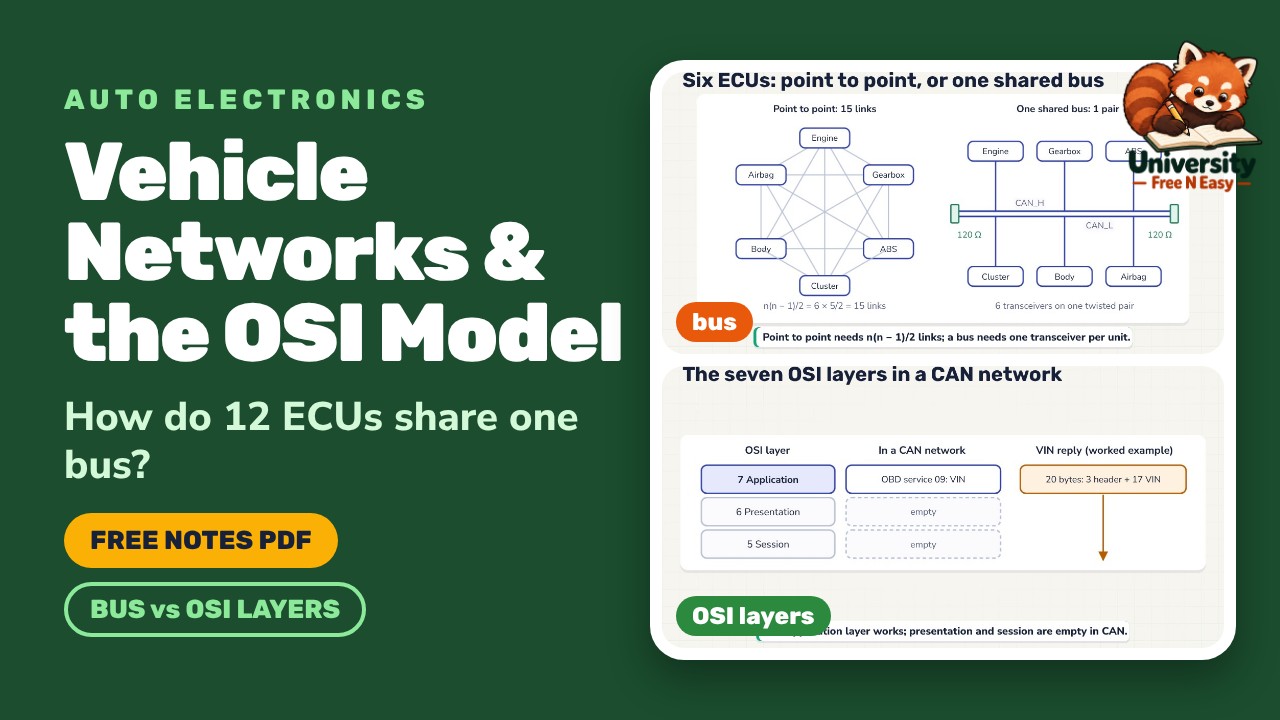 AUTO ELECTRONICS
Vehicle
Networks &
the OSI Model
How do 12 ECUs share one
bus?
FREE NOTES PDF
BUS vs OSI LAYERS
Six ECUs: point to point, or one shared bus
Point to point: 15 links
Engine
Airbag
Gearbox
Body
ABS
Cluster
n(n − 1)/2 = 6 × 5/2 = 15 links
One shared bus: 1 pair
Engine
Gearbox
ABS
CAN_H
CAN_L
120 Ω
120 Ω
Cluster
Body
Airbag
6 transceivers on one twisted pair
bus
Point to point needs n(n − 1)/2 links; a bus needs one transceiver per unit.
University
Free N Easy
The seven OSI layers in a CAN network
OSI layer
In a CAN network
VIN reply (worked example)
7 Application
OBD service 09: VIN
20 bytes: 3 header + 17 VIN
6 Presentation
empty
5 Session
empty
OSI layers
layer works; presentation and session are empty in CAN.